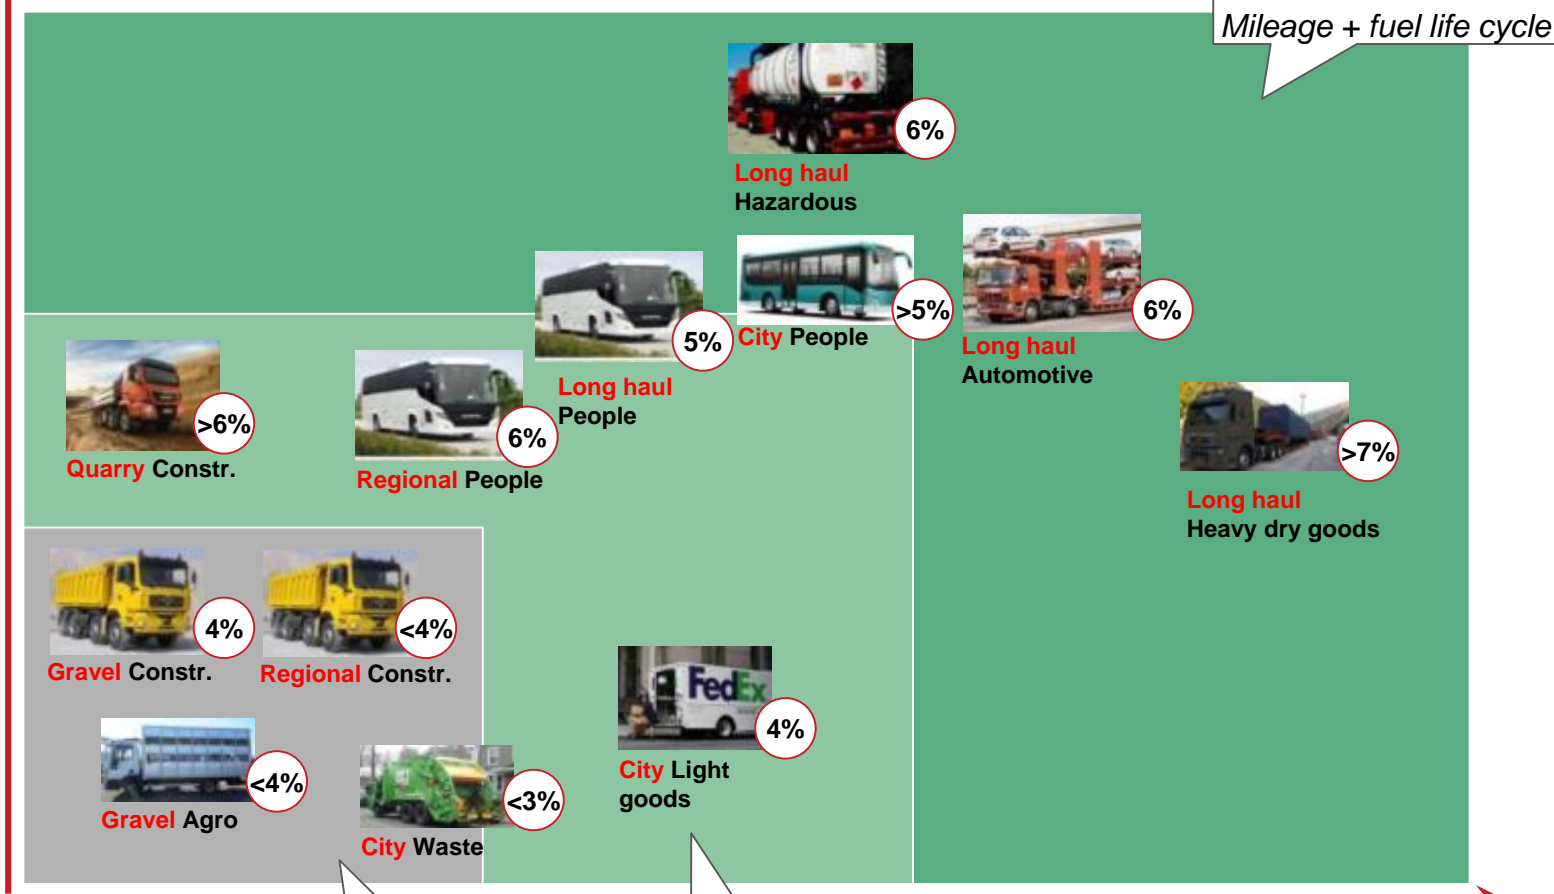 Mileage + fuel life cycle
6%
Long haul
Hazardous
>5%
City People
6%
Long haul
Automotive
5%
Long haul
People
>6%
Quarry Constr.
6%
Regional People
>7%
Long haul
Heavy dry goods
4%
Gravel Constr.
<4%
Regional Constr.
FedEx
4%
City Light
goods
<4%
Gravel Agro
<3%
City Waste